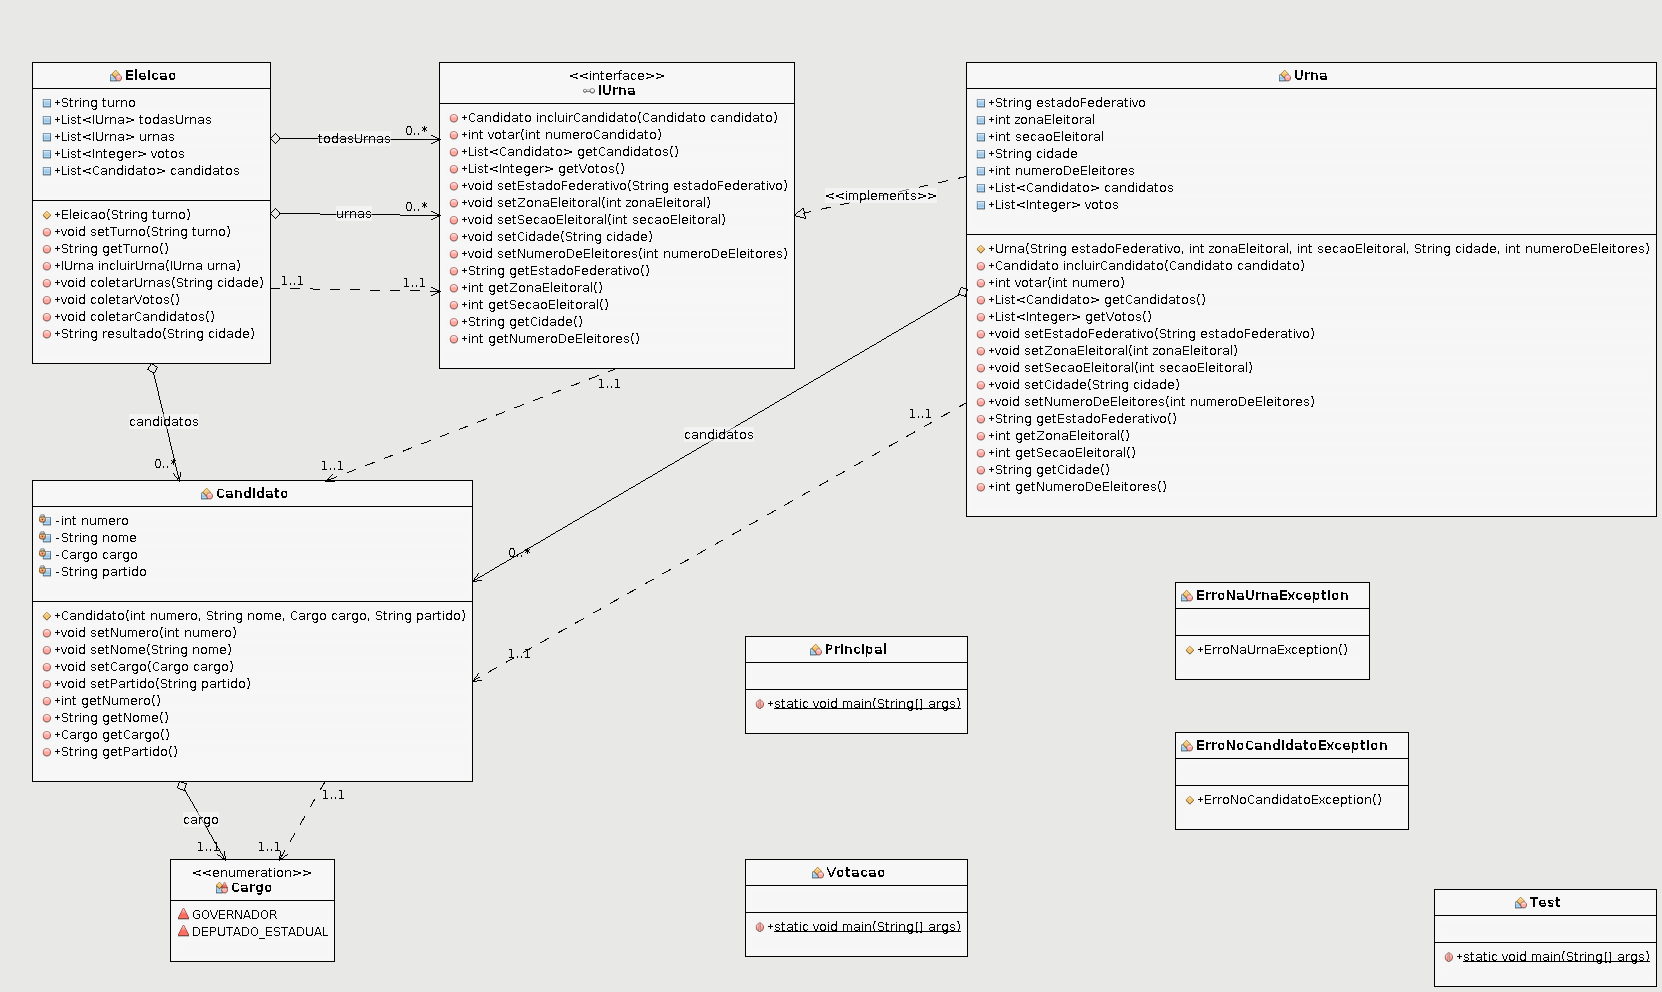 Eleicao
+String turno
+List<IUrna> todasUrnas
+List<IUrna> urnas
+List<Integer> votos
+List<Candidato> candidatos
+Eleicao(String turno)
+void setTurno(String turno)
+String getTurno()
+IUrna incluirUrna(IUrna urna)
+void coletarUrnas(String cidade)
+void coletarVotos()
+void coletarCandidatos()
+String resultado(String cidade)
todasUrnas
0..*
urnas
0..*
1..1
1..1
<<interface>>
IUrna
+Candidato incluirCandidato(Candidato candidato)
+int votar(int numeroCandidato)
+List<Candidato> getCandidatos()
+List<Integer> getVotos()
+void setEstadoFederativo(String estadoFederativo)
+void setZonaEleitoral(int zonaEleitoral)
+void setSecaoEleitoral(int secaoEleitoral)
+void setCidade(String cidade)
+void setNumeroDeEleitores(int numeroDeEleitores)
+String getEstadoFederativo()
+int getZonaEleitoral()
+int getSecaoEleitoral()
+String getCidade()
+int getNumeroDeEleitores()
<<implements>>
Urna
+String estadoFederativo
+int zonaEleitoral
+int secaoEleitoral
+String cidade
+int numeroDeEleitores
+List<Candidato> candidatos
+List<Integer> votos
+Urna(String estadoFederativo, int zonaEleitoral, int secaoEleitoral, String cidade, int numeroDeEleitores)
+Candidato incluirCandidato(Candidato candidato)
+int votar(int numero)
+List<Candidato> getCandidatos()
+List<Integer> getVotos()
+void setEstadoFederativo(String estadoFederativo)
+void setZonaEleitoral(int zonaEleitoral)
+void setSecaoEleitoral(int secaoEleitoral)
+void setCidade(String cidade)
+void setNumeroDeEleitores(int numeroDeEleitores)
+String getEstadoFederativo()
+int getZonaEleitoral()
+int getSecaoEleitoral()
+String getCidade()
+int getNumeroDeEleitores()
candidatos
0..*
1..1
1..1
candidatos
0..*
1..1
1..1
Candidato
-int numero
-String nome
-Cargo cargo
-String partido
+Candidato(int numero, String nome, Cargo cargo, String partido)
+void setNumero(int numero)
+void setNome(String nome)
+void setCargo(Cargo cargo)
+void setPartido(String partido)
+int getNumero()
+String getNome()
+Cargo getCargo()
+String getPartido()
cargo
1..1
1..1
1..1
<<enumeration>>
Cargo
GOVERNADOR
DEPUTADO_ESTADUAL
Principal
+static void main(String[] args)
Votacao
+static void main(String[] args)
ErroNaUrnaException
+ErroNaUrnaException()
ErroNoCandidatoException
+ErroNoCandidatoException()
Test
+static void main(String[] args)